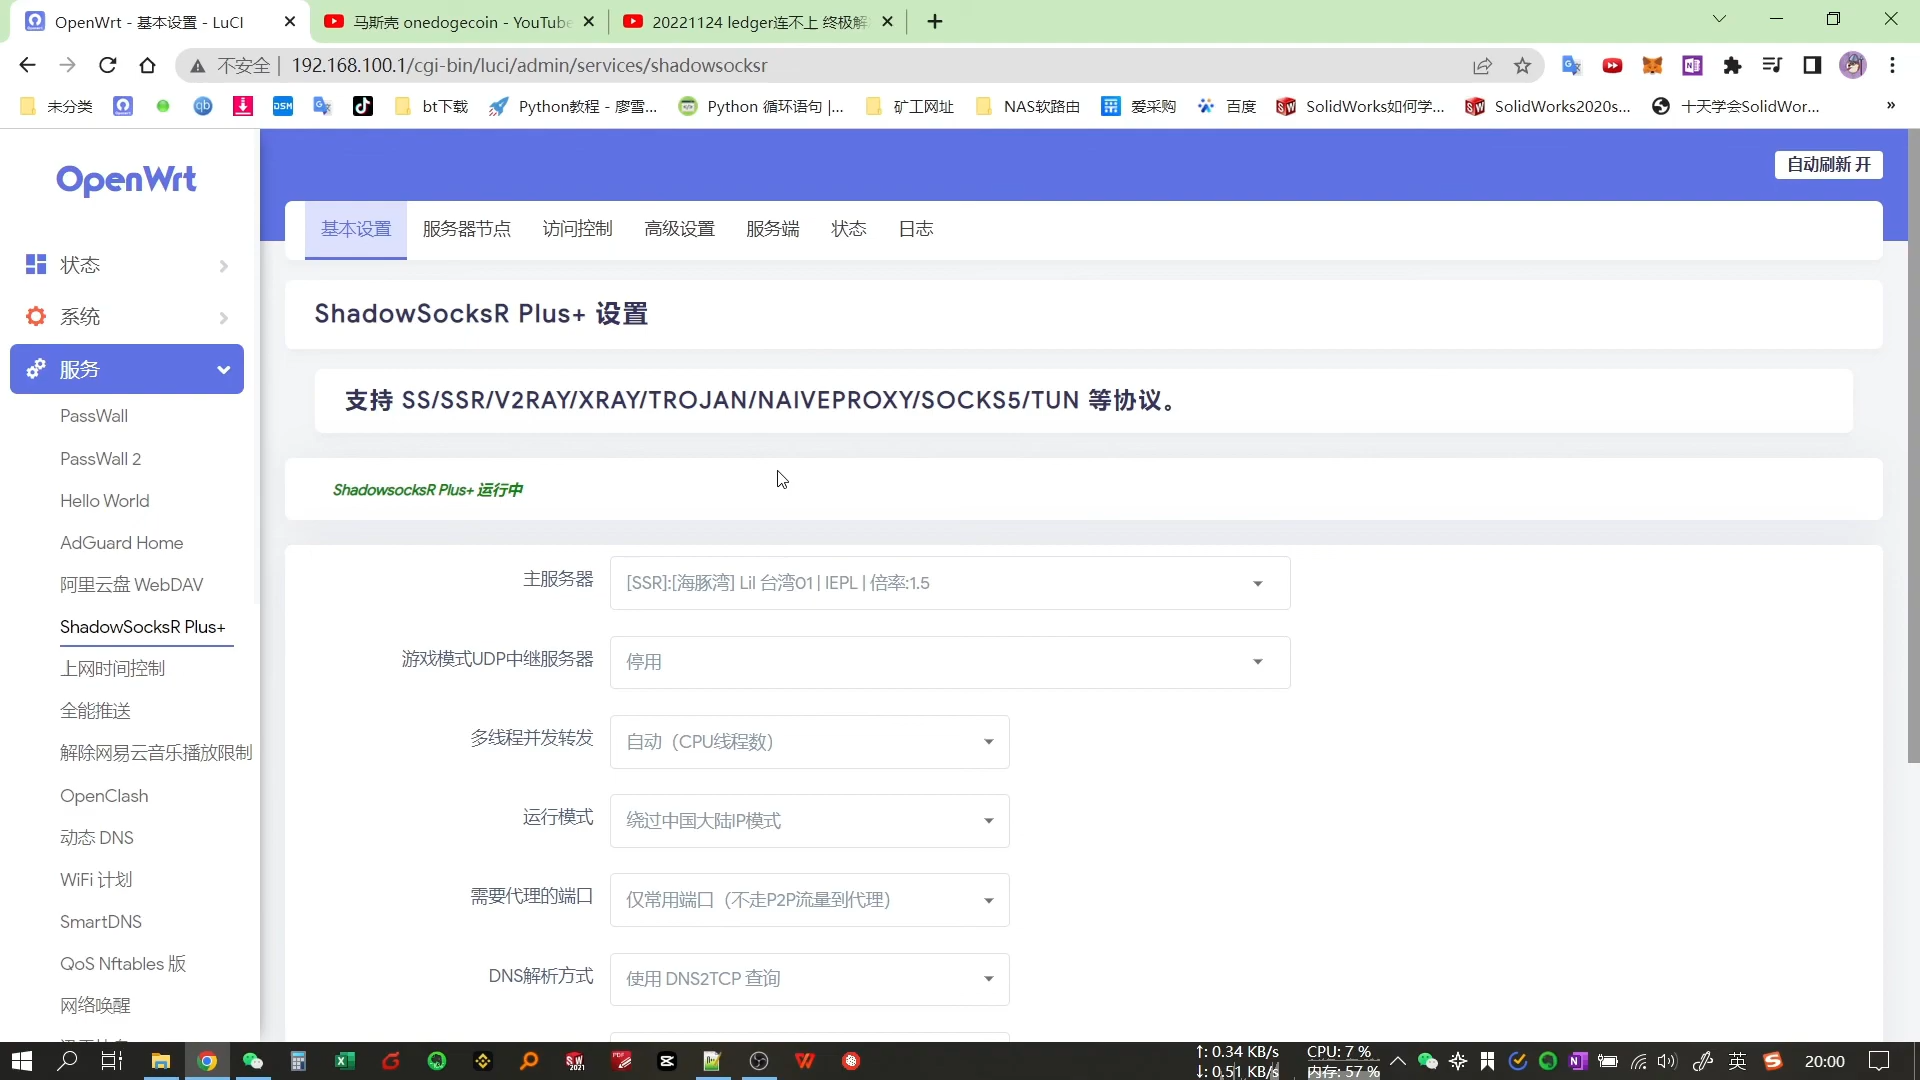 OpenWrt - 基本设置 - LuCI
马斯壳 onedogecoin - YouTube
20221124 ledger连不上 终极解
不安全
192.168.100.1/cgi-bin/luci/admin/services/shadowsocksr
未分类
bt下载
Python教程 - 廖雪...
Python 循环语句 |...
矿工网址
NAS软路由
爱采购
百度
SolidWorks如何学...
SolidWorks2020s...
十天学会SolidWor...
»
OpenWrt
自动刷新 开
基本设置
服务器节点
访问控制
高级设置
服务端
状态
日志
状态
系统
服务
PassWall
PassWall 2
Hello World
AdGuard Home
阿里云盘 WebDAV
ShadowSocksR Plus+
上网时间控制
全能推送
解除网易云音乐播放限制
OpenClash
动态 DNS
WiFi 计划
SmartDNS
QoS Nftables 版
网络唤醒
ShadowSocksR Plus+ 设置
支持 SS/SSR/V2RAY/XRAY/TROJAN/NAIVEPROXY/SOCKS5/TUN 等协议。
ShadowsocksR Plus+ 运行中
主服务器
[SSR]:[海豚湾] Lil 台湾01 | IEPL | 倍率:1.5
游戏模式UDP中继服务器
停用
多线程并发转发
自动（CPU线程数）
运行模式
绕过中国大陆IP模式
需要代理的端口
仅常用端口（不走P2P流量到代理）
DNS解析方式
使用 DNS2TCP 查询
↑: 0.34 KB/s
↓: 0.51 KB/s
CPU: 7 %
内存: 57 %
英
20:00